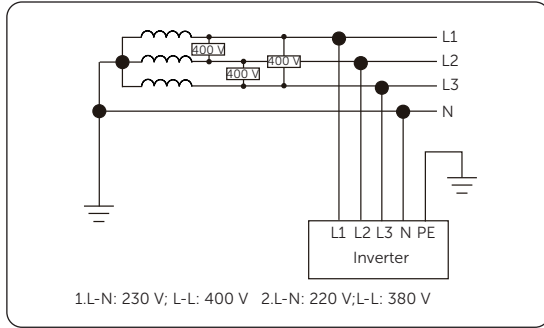 L1
400 V
L2
400 V
400 V
L3
N
L1 L2 L3 N PE
Inverter
1.L-N: 230 V; L-L: 400 V 2.L-N: 220 V;L-L: 380 V